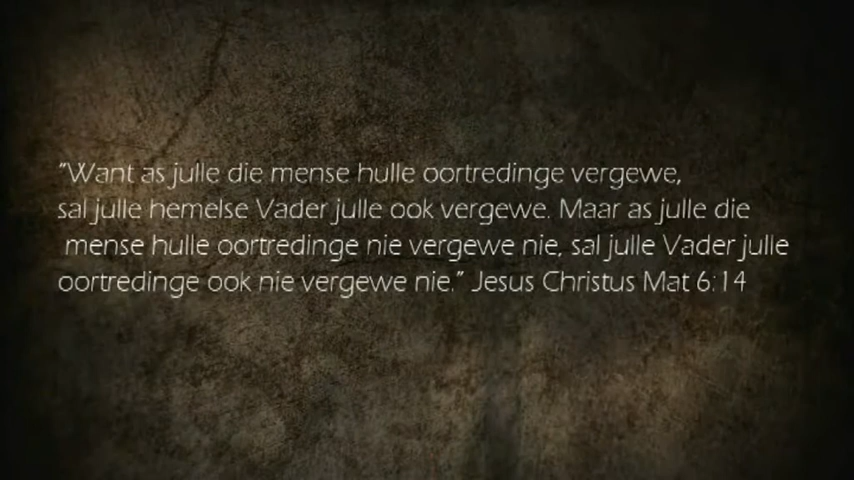 "Want as julle die mense hulle oortredinge vergewe,
sal julle hemelse Vader julle ook vergewe. Maar as julle die
mense hulle oortredinge nie vergewe nie, sal julle Vader julle
oortredinge ook nie vergewe nie." Jesus Christus Mat 6:14